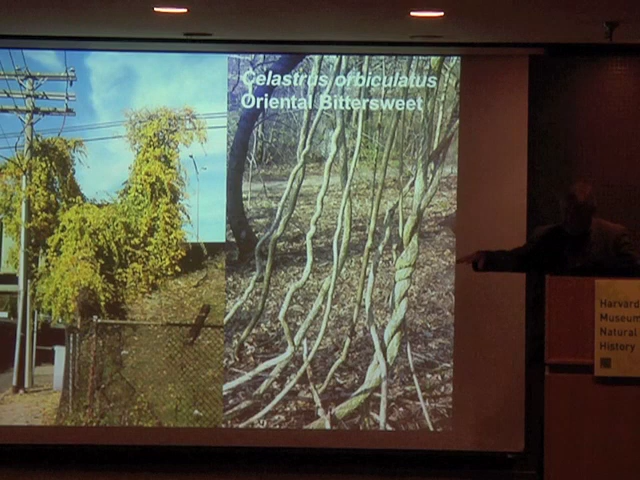 Celastrus orbiculatus
Oriental Bittersweet
Harvard
Museum
Natural
History